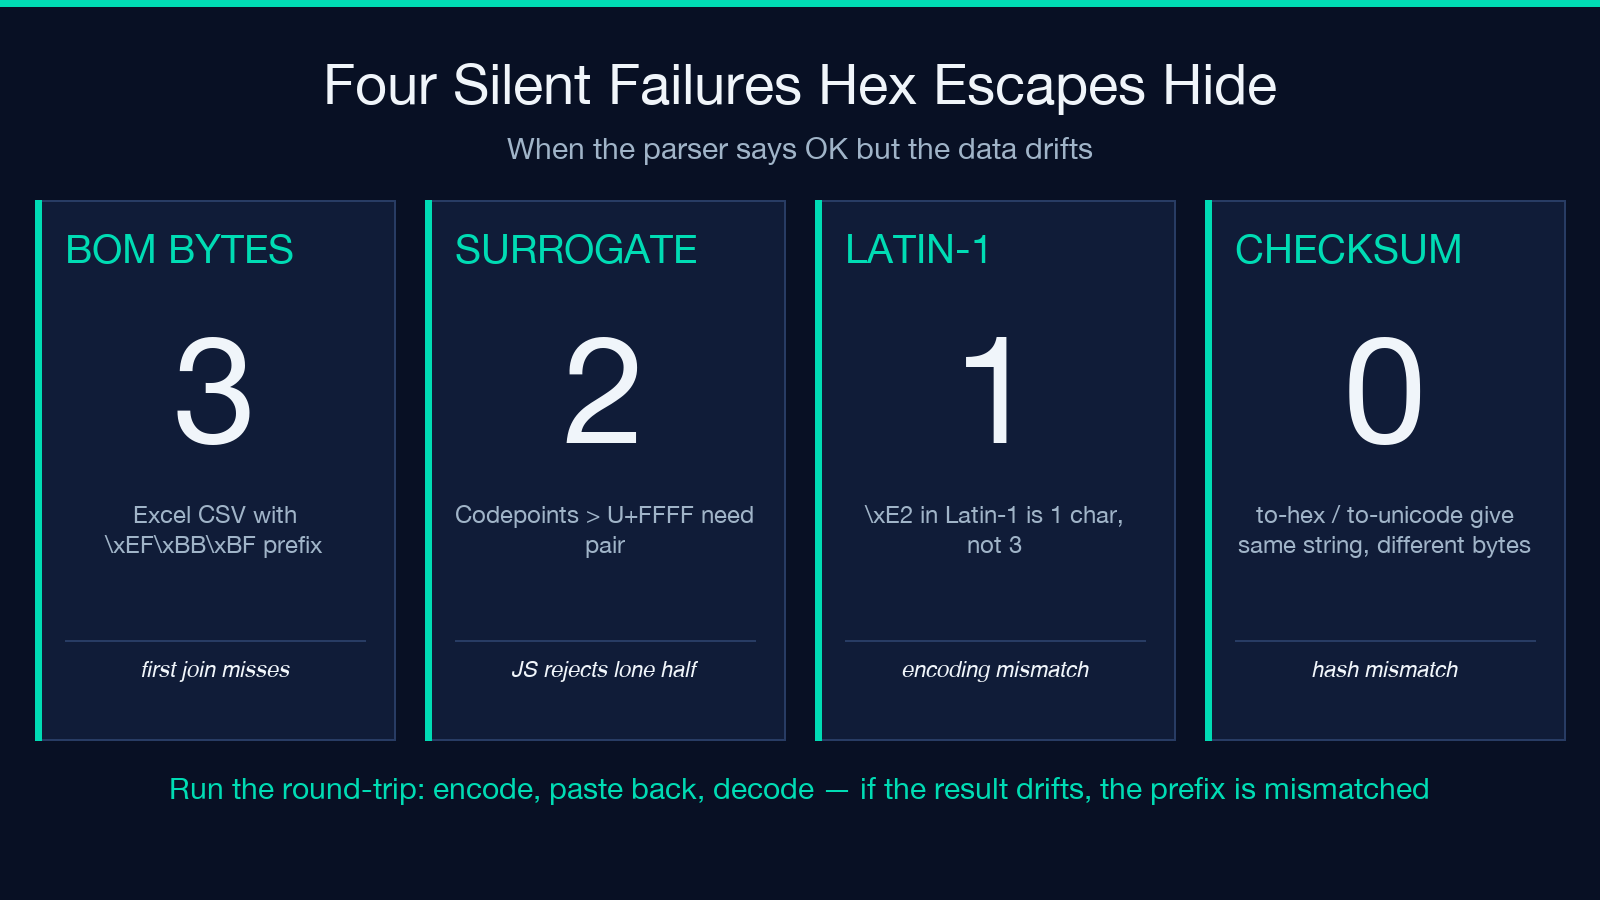 Four Silent Failures Hex Escapes Hide
When the parser says OK but the data drifts
BOM BYTES
3
Excel CSV with
\xEF\xBB\xBF prefix
first join misses
SURROGATE
2
Codepoints > U+FFFF need
pair
JS rejects lone half
LATIN-1
1
\xE2 in Latin-1 is 1 char,
not 3
encoding mismatch
CHECKSUM
0
to-hex / to-unicode give
same string, different bytes
hash mismatch
Run the round-trip: encode, paste back, decode — if the result drifts, the prefix is mismatched